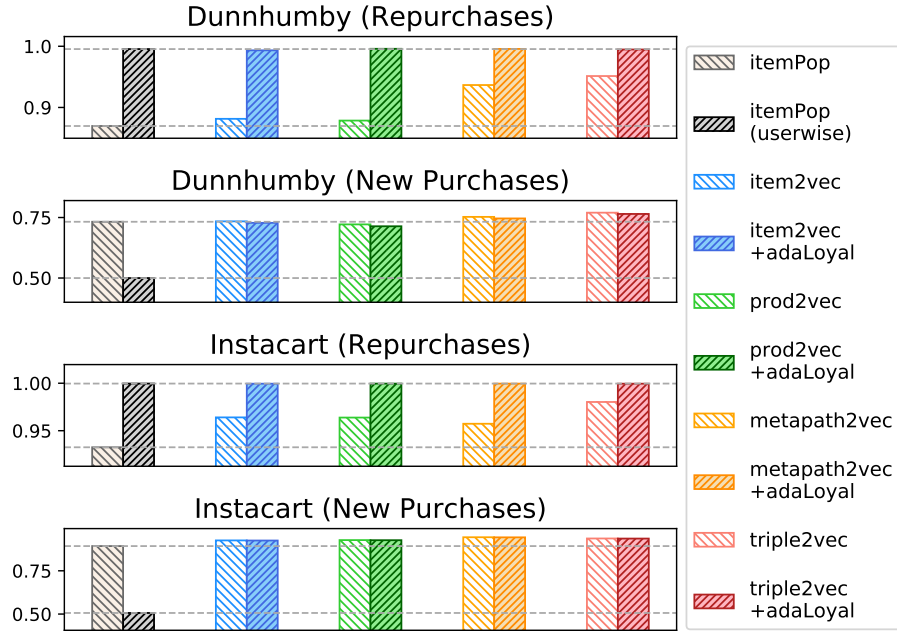 Dunnhumby (Repurchases)
1.0
0.9
Dunnhumby (New Purchases)
0.75
0.50
Instacart (Repurchases)
1.00
0.95
Instacart (New Purchases)
0.75
0.50
itemPop
itemPop
(userwise)
item2vec
item2vec
+adaLoyal
prod2vec
prod2vec
+adaLoyal
metapath2vec
metapath2vec
+adaLoyal
triple2vec
triple2vec
+adaLoyal